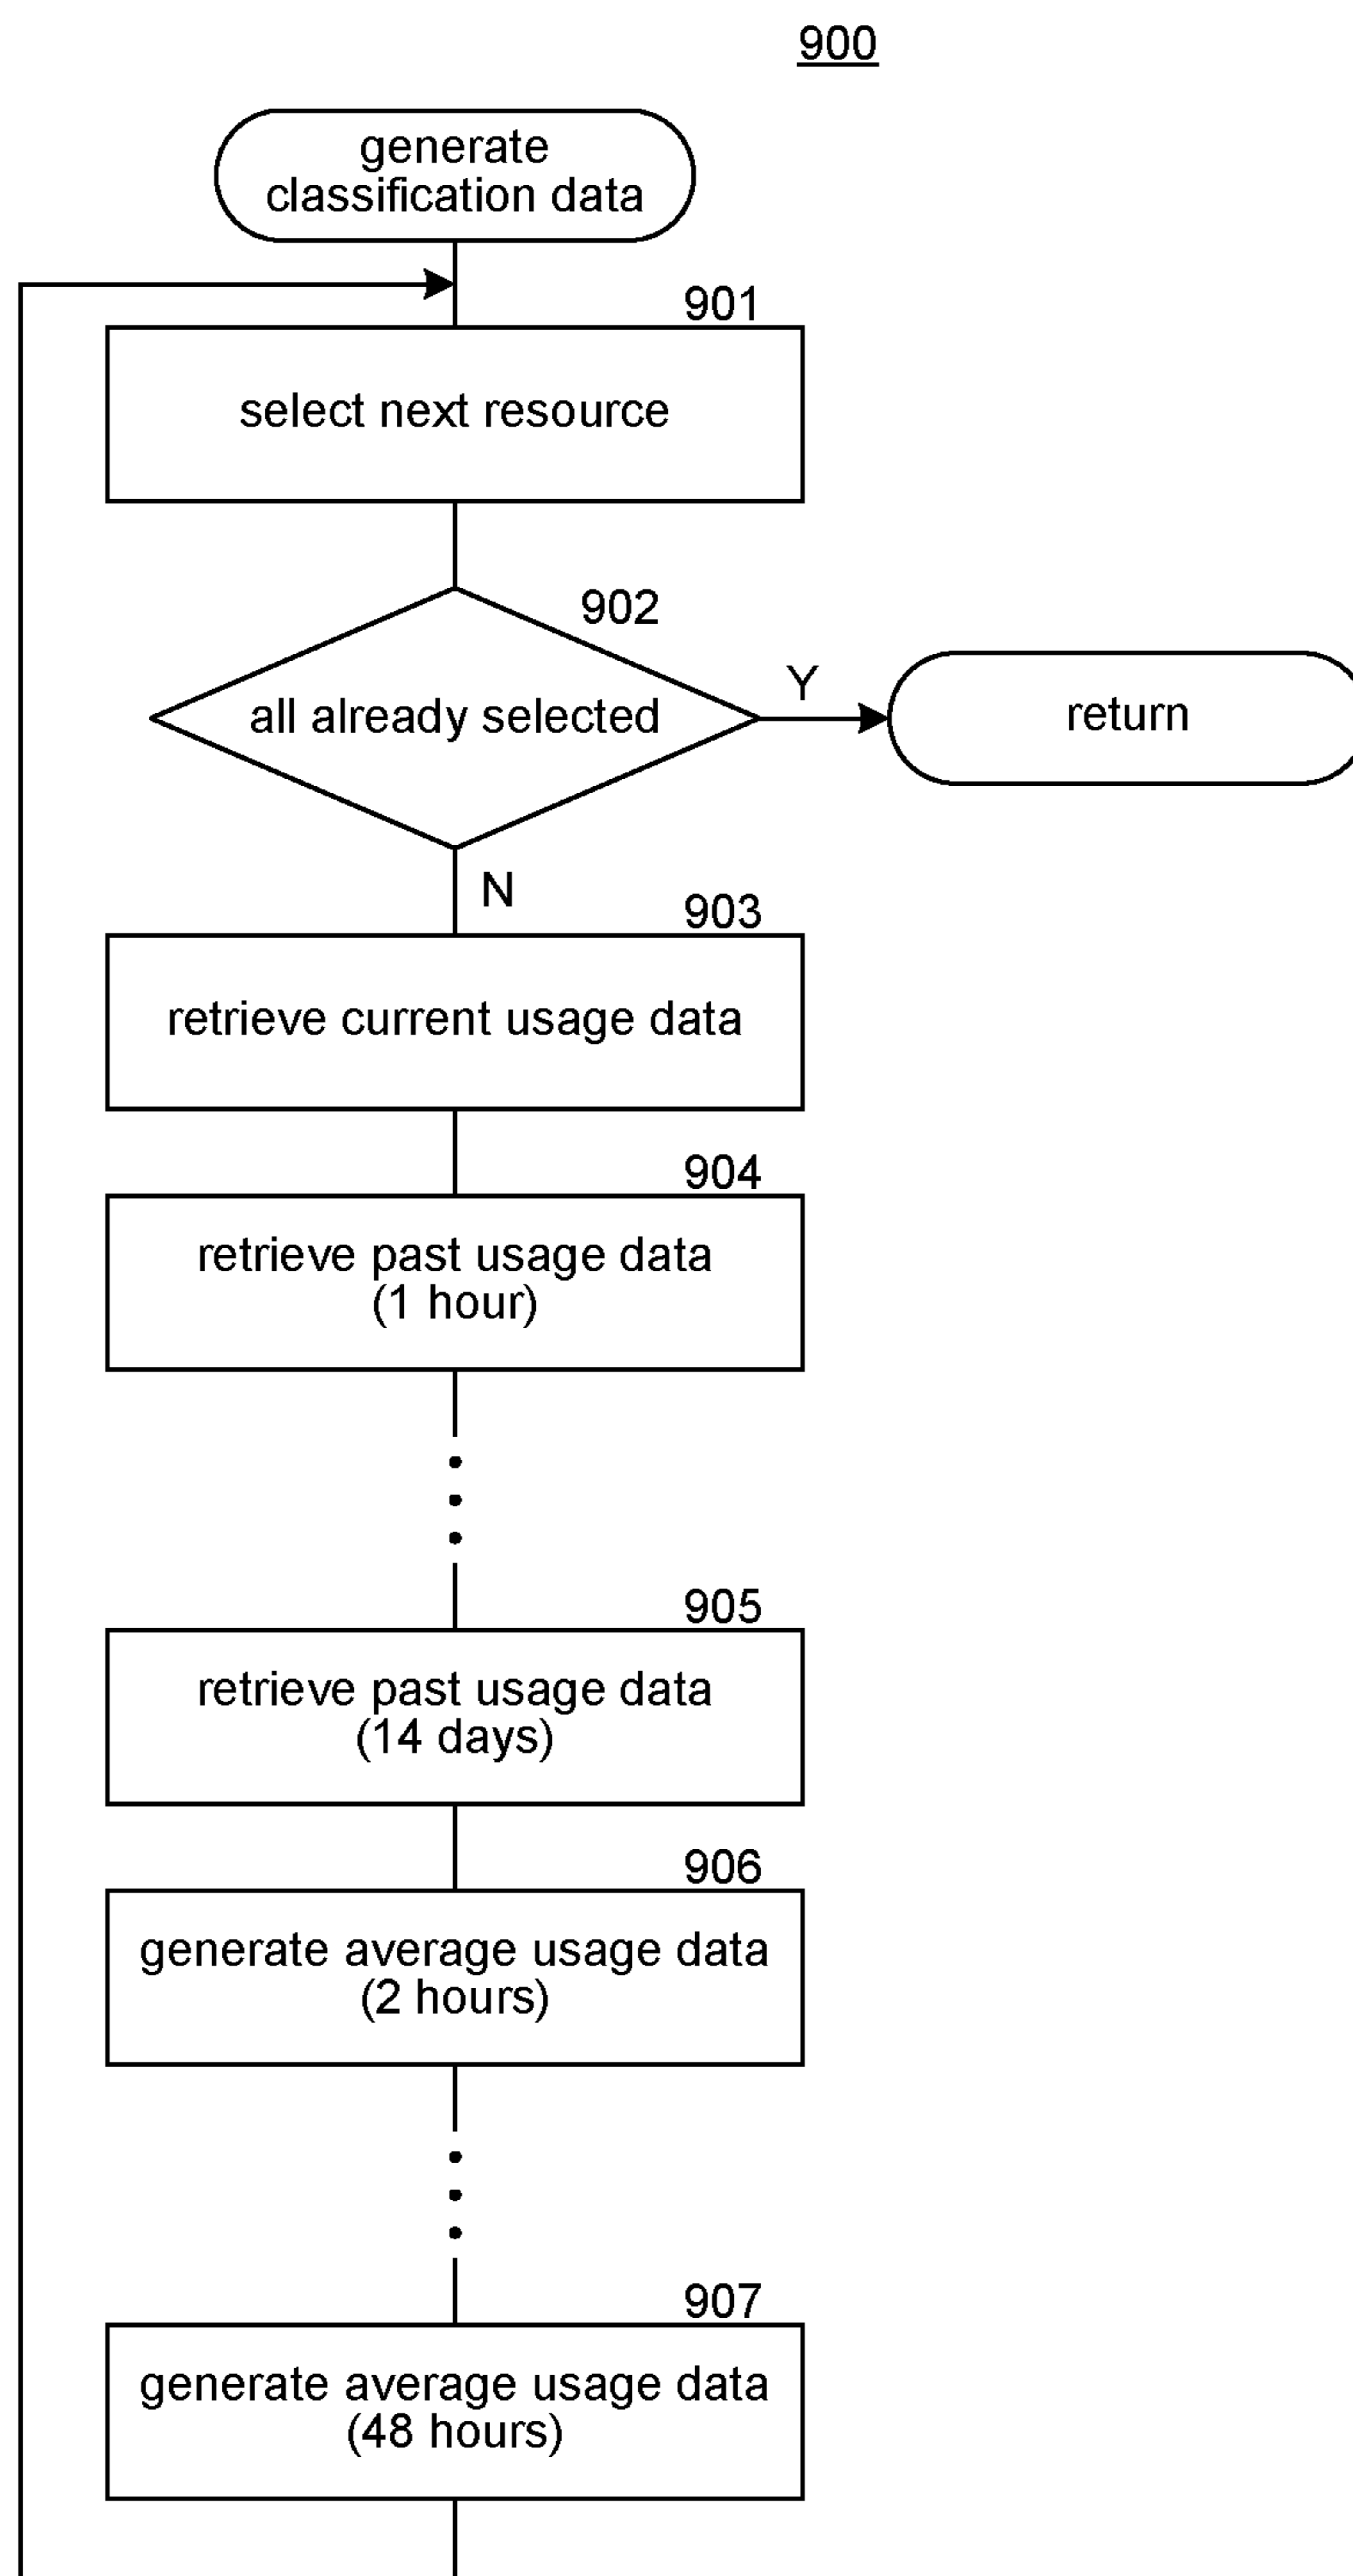 900
generate
classification data
901
select next resource
902
all already selected
Y
return
N
903
retrieve current usage data
904
retrieve past usage data
(1 hour)
905
retrieve past usage data
(14 days)
906
generate average usage data
(2 hours)
907
generate average usage data
(48 hours)